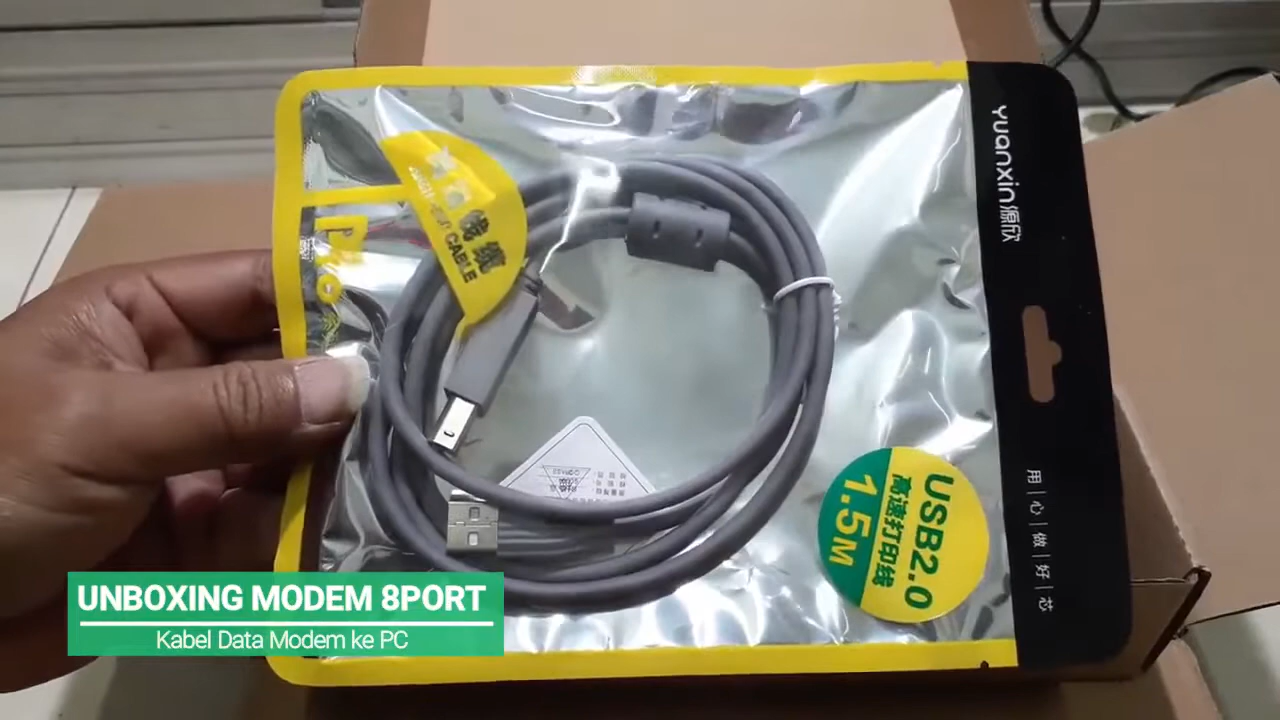 Yuanxin源欣
Pro
CABLE
USB2.0
高速打印线
1.5M
用|心|做|好|芯
UNBOXING MODEM 8PORT
Kabel Data Modem ke PC